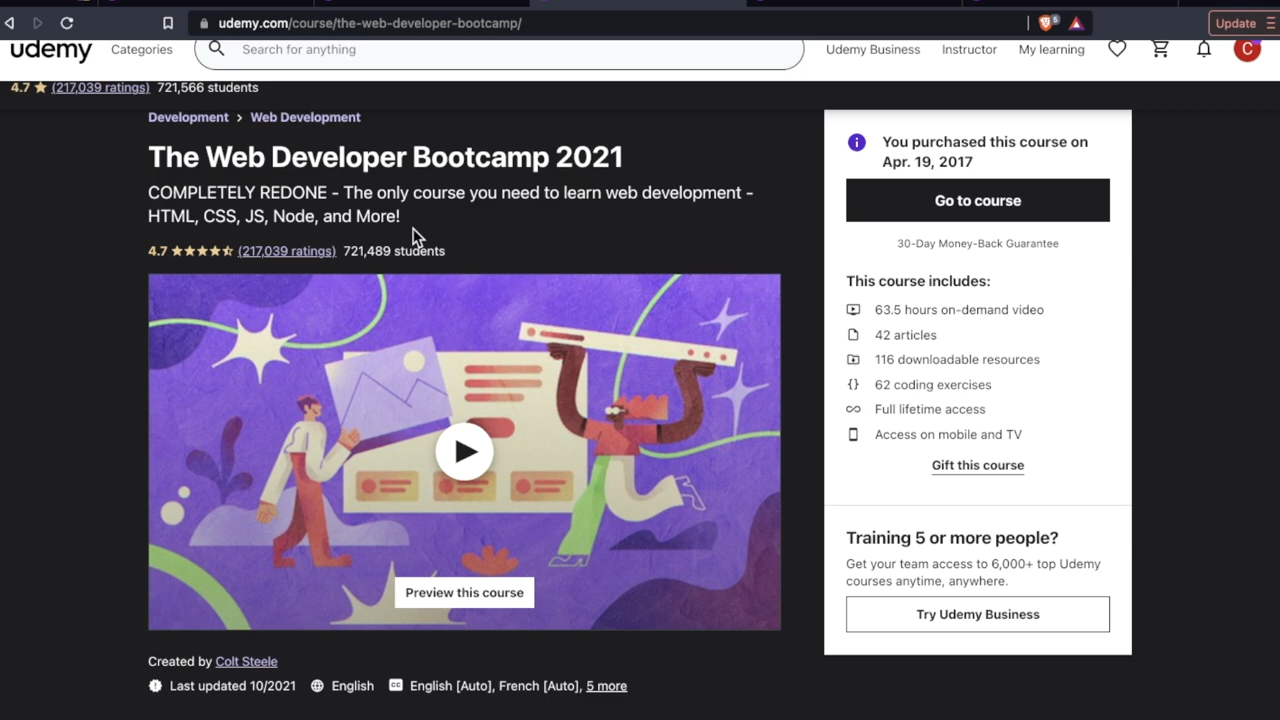 udemy.com/course/the-web-developer-bootcamp/
5
Update
udemy
Categories
Search for anything
Udemy Business
Instructor
My learning
C
4.7 ★ (217,039 ratings) 721,566 students
Development > Web Development
The Web Developer Bootcamp 2021
COMPLETELY REDONE - The only course you need to learn web development -
HTML, CSS, JS, Node, and More!
4.7 (217,039 ratings) 721,489 students
Preview this course
Created by Colt Steele
Last updated 10/2021
English
CC
English [Auto], French [Auto], 5 more
You purchased this course on
Apr. 19, 2017
Go to course
30-Day Money-Back Guarantee
This course includes:
63.5 hours on-demand video
42 articles
116 downloadable resources
{} 62 coding exercises
Full lifetime access
Access on mobile and TV
Gift this course
Training 5 or more people?
Get your team access to 6,000+ top Udemy
courses anytime, anywhere.
Try Udemy Business